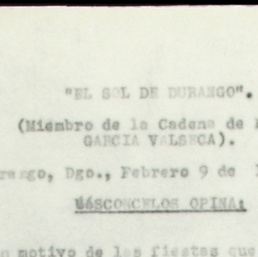 "EL SOL DE DURANGO".
(Miembro de la Cadena de
GARCIA VALSECA).
rango, Dgo., Febrero 9 de
VASCONCELOS OPINA:
n motivo de las fiestas que